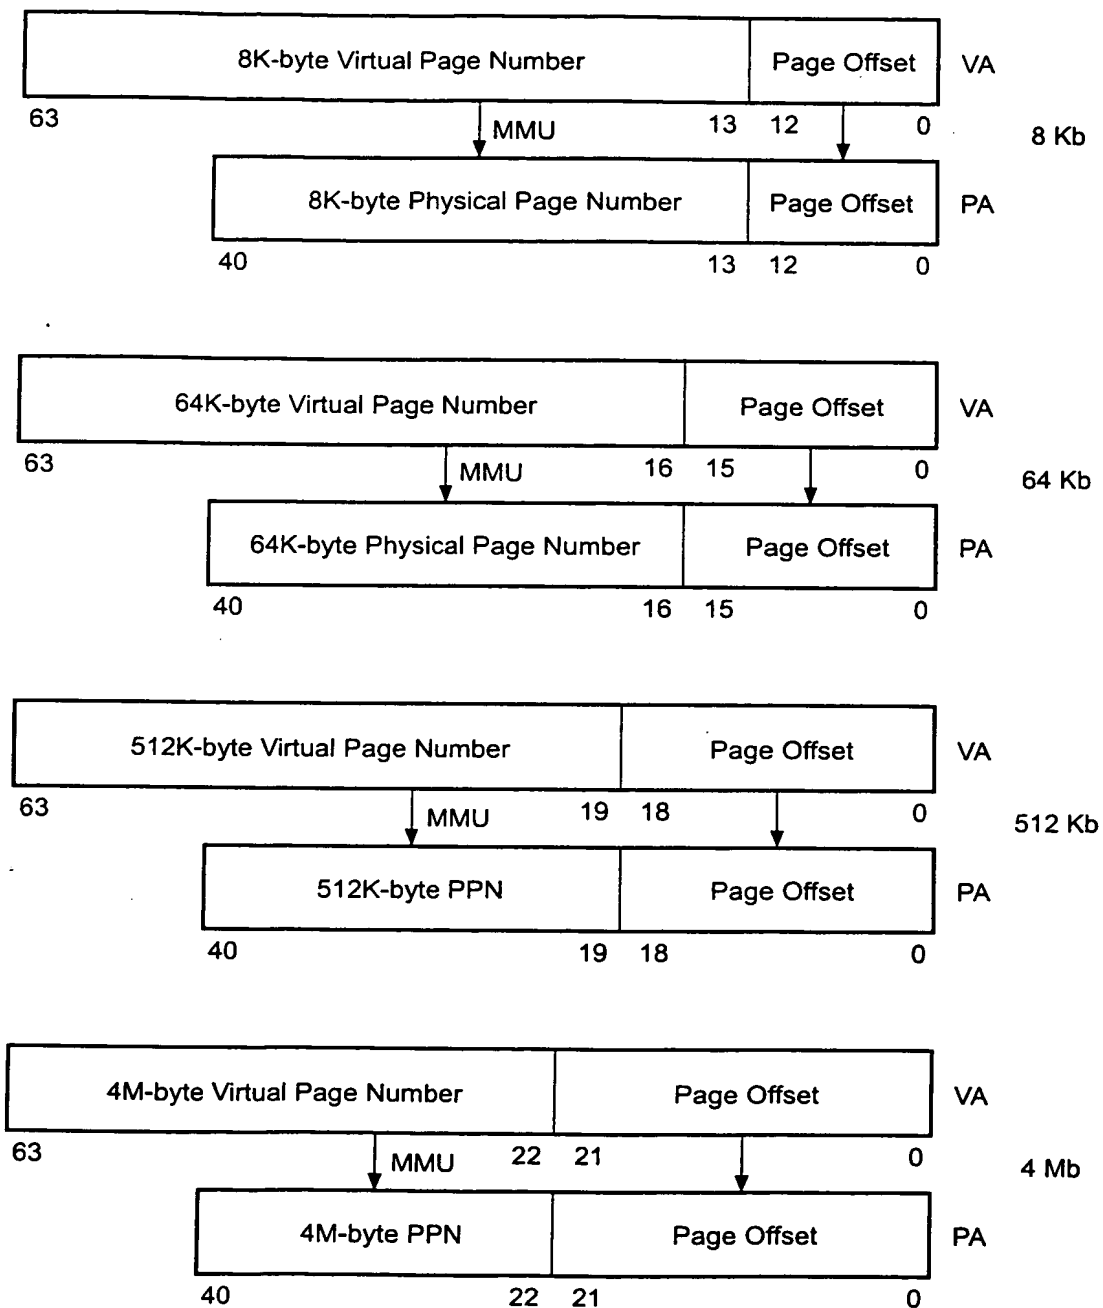 8K-byte Virtual Page Number Page Offset VA
63 MMU 13 12 0 8 Kb
8K-byte Physical Page Number Page Offset PA
40 13 12 0
64K-byte Virtual Page Number Page Offset VA
63 MMU 16 15 0 64 Kb
64K-byte Physical Page Number Page Offset PA
40 16 15 0
512K-byte Virtual Page Number Page Offset VA
63 MMU 19 18 0 512 Kb
512K-byte PPN Page Offset PA
40 19 18 0
4M-byte Virtual Page Number Page Offset VA
63 MMU 22 21 0 4 Mb
4M-byte PPN Page Offset PA
40 22 21 0